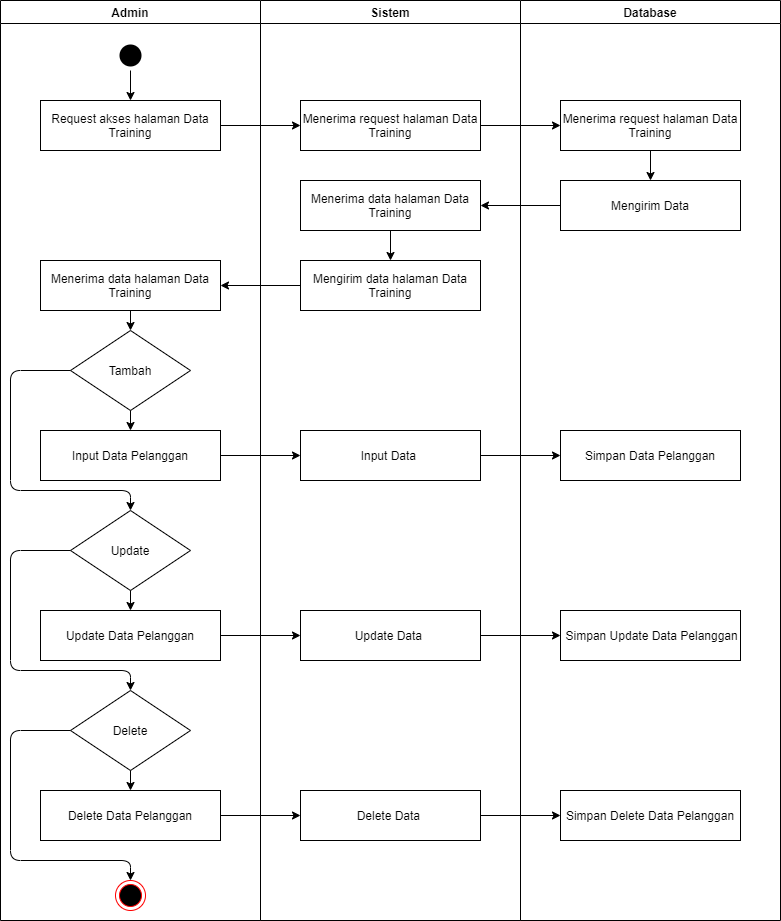 Admin
Sistem
Database
Request akses halaman Data
Training
Menerima request halaman Data
Training
Menerima request halaman Data
Training
Menerima data halaman Data
Training
Mengirim Data
Menerima data halaman Data
Training
Mengirim data halaman Data
Training
Tambah
Input Data Pelanggan
Input Data
Simpan Data Pelanggan
Update
Update Data Pelanggan
Update Data
Simpan Update Data Pelanggan
Delete
Delete Data Pelanggan
Delete Data
Simpan Delete Data Pelanggan